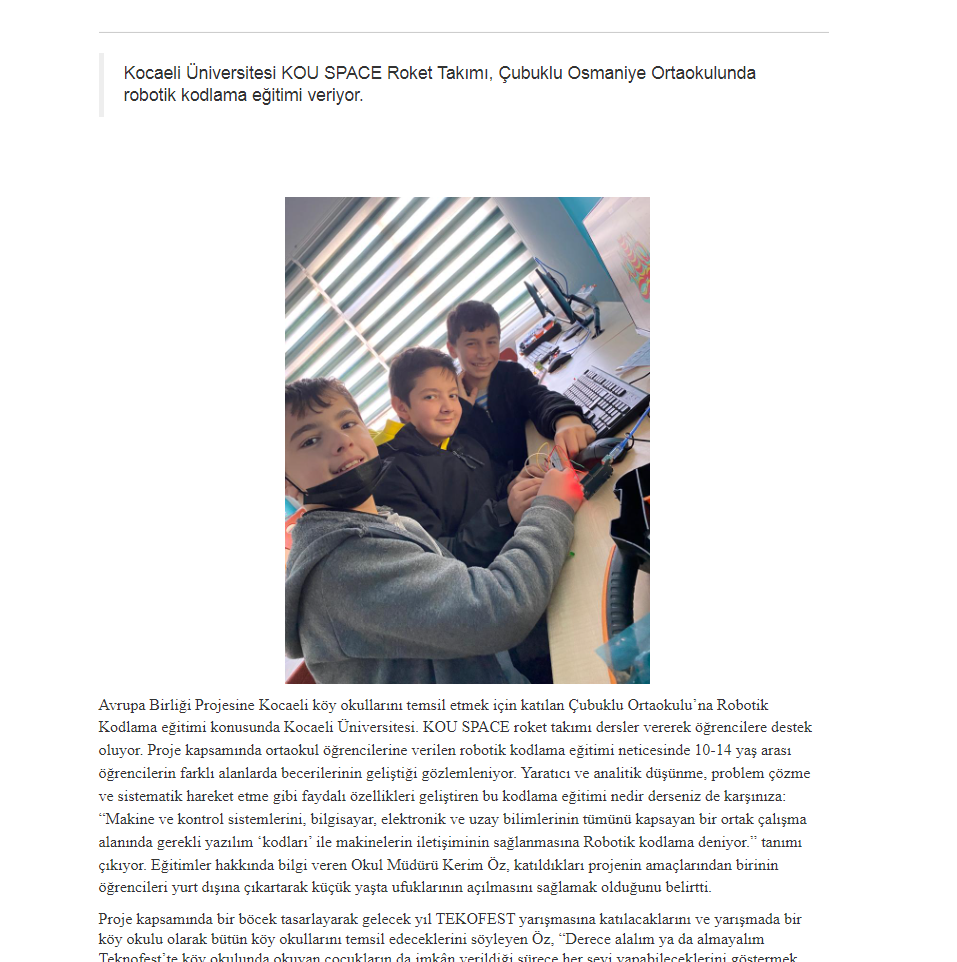 Kocaeli Üniversitesi KOU SPACE Roket Takımı, Çubuklu Osmaniye Ortaokulunda
robotik kodlama eğitimi veriyor.
Avrupa Birliği Projesine Kocaeli köy okullarını temsil etmek için katılan Çubuklu Ortaokulu’na Robotik
Kodlama eğitimi konusunda Kocaeli Üniversitesi. KOU SPACE roket takımı dersler vererek öğrencilere destek
oluyor. Proje kapsamında ortaokul öğrencilerine verilen robotik kodlama eğitimi neticesinde 10-14 yaş arası
öğrencilerin farklı alanlarda becerilerinin geliştiği gözlemleniyor. Yaratıcı ve analitik düşünme, problem çözme
ve sistematik hareket etme gibi faydalı özellikleri geliştiren bu kodlama eğitimi nedir derseniz de karşınıza:
“Makine ve kontrol sistemlerini, bilgisayar, elektronik ve uzay bilimlerinin tümünü kapsayan bir ortak çalışma
alanında gerekli yazılım ‘kodları’ ile makinelerin iletişiminin sağlanmasına Robotik kodlama deniyor.” tanımı
çıkıyor. Eğitimler hakkında bilgi veren Okul Müdürü Kerim Öz, katıldıkları projenin amaçlarından birinin
öğrencileri yurt dışına çıkartarak küçük yaşta ufuklarının açılmasını sağlamak olduğunu belirtti.
Proje kapsamında bir böcek tasarlayarak gelecek yıl TEKOFEST yarışmasına katılacaklarını ve yarışmada bir
köy okulu olarak bütün köy okullarını temsil edeceklerini söyleyen Öz, “Derece alalım ya da almayalım
Teknofest’te köy okulunda okuyan çocukların da imkân verildiği sürece her şeyi yapabileceklerini göstermek